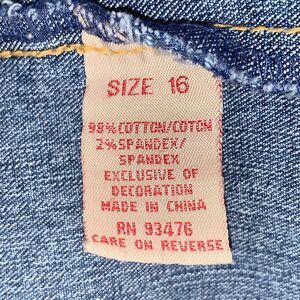 SIZE 16
98% COTTON/COTON
2% SPANDEX/
SPANDEX
EXCLUSIVE OF
DECORATION
MADE IN CHINA
RN 93476
CARE ON REVERSE